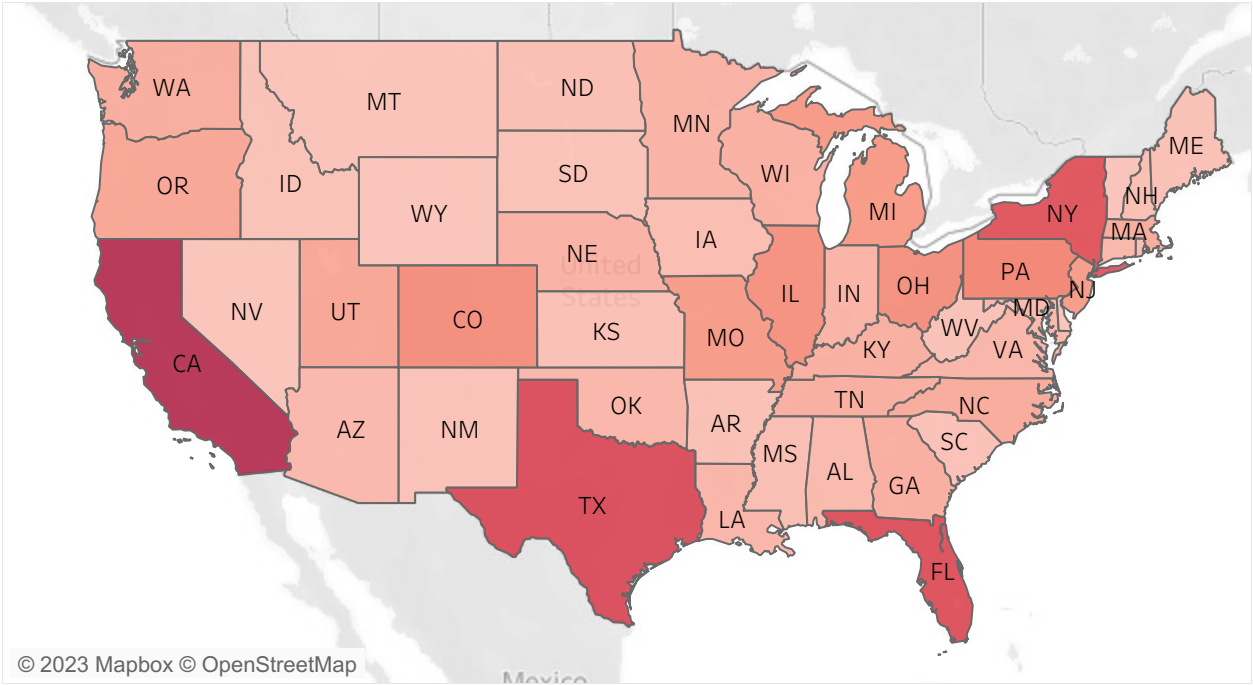 WA
MT
ND
MN
ME
OR
ID
SD
WI
WY
NH
NY
MI
MA
IA
NE
United
States
PA
UT
CO
IL
IN
OH
NJ
NV
KS
MO
MD
WV
VA
KY
CA
TN
NC
AZ
NM
OK
AR
SC
MS
AL
GA
TX
LA
FL
© 2023 Mapbox © OpenStreetMap
Mexico